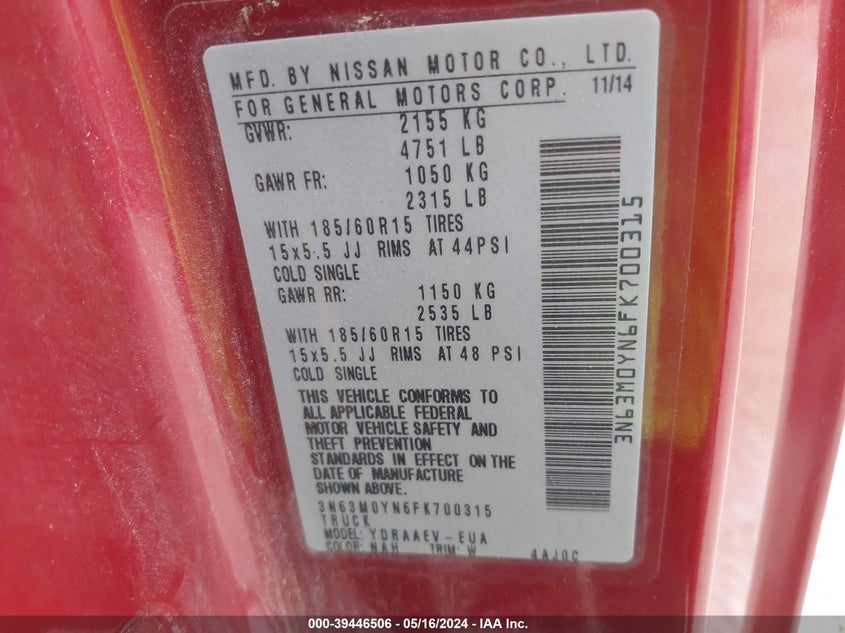 MFD. BY NISSAN MOTOR CO., LTD.
FOR GENERAL MOTORS CORP. 11/14
GVWR: 2155 KG
4751 LB
GAWR FR: 1050 KG
2315 LB
WITH 185/60R15 TIRES
15x5.5 JJ RIMS AT 44PSI
COLD SINGLE
GAWR RR: 1150 KG
2535 LB
WITH 185/60R15 TIRES
15x5.5 JJ RIMS AT 48 PSI
COLD SINGLE
THIS VEHICLE CONFORMS TO
ALL APPLICABLE FEDERAL
MOTOR VEHICLE SAFETY AND
THEFT PREVENTION
STANDARDS IN EFFECT ON THE
DATE OF MANUFACTURE
SHOWN ABOVE.
3N63M0YN6FK700315
TRUCK
MODEL: YDRAAEV-EUA
COLOR: NAH TRIM: W 4AJ0C
3N63M0YN6FK700315
000-39446506 - 05/16/2024 - IAA Inc.